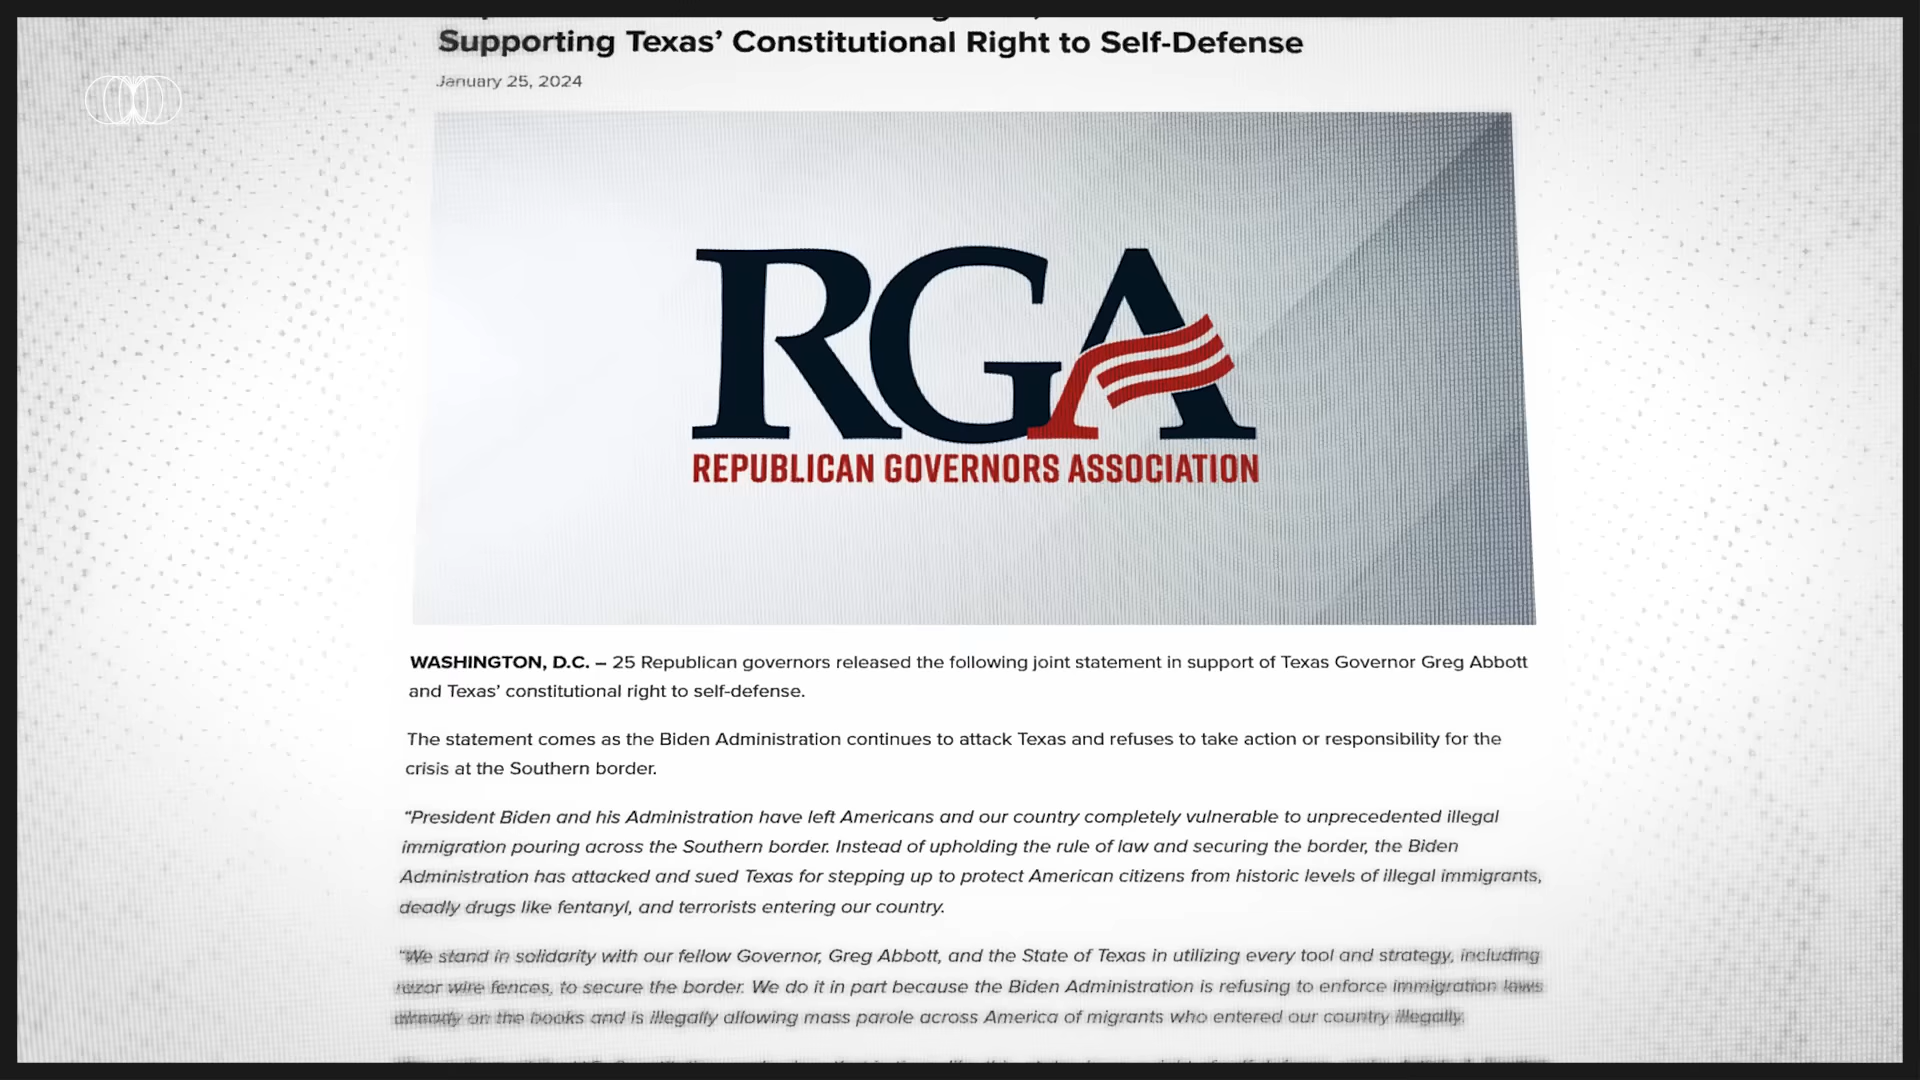 Supporting Texas’ Constitutional Right to Self-Defense
January 25, 2024
RGA
REPUBLICAN GOVERNORS ASSOCIATION
WASHINGTON, D.C. – 25 Republican governors released the following joint statement in support of Texas Governor Greg Abbott
and Texas’ constitutional right to self-defense.
The statement comes as the Biden Administration continues to attack Texas and refuses to take action or responsibility for the
crisis at the Southern border.
“President Biden and his Administration have left Americans and our country completely vulnerable to unprecedented illegal
immigration pouring across the Southern border. Instead of upholding the rule of law and securing the border, the Biden
Administration has attacked and sued Texas for stepping up to protect American citizens from historic levels of illegal immigrants,
deadly drugs like fentanyl, and terrorists entering our country.
“We stand in solidarity with our fellow Governor, Greg Abbott, and the State of Texas in utilizing every tool and strategy, including
razor wire fences, to secure the border. We do it in part because the Biden Administration is refusing to enforce immigration laws
already on the books and is illegally allowing mass parole across America of migrants who entered our country illegally.